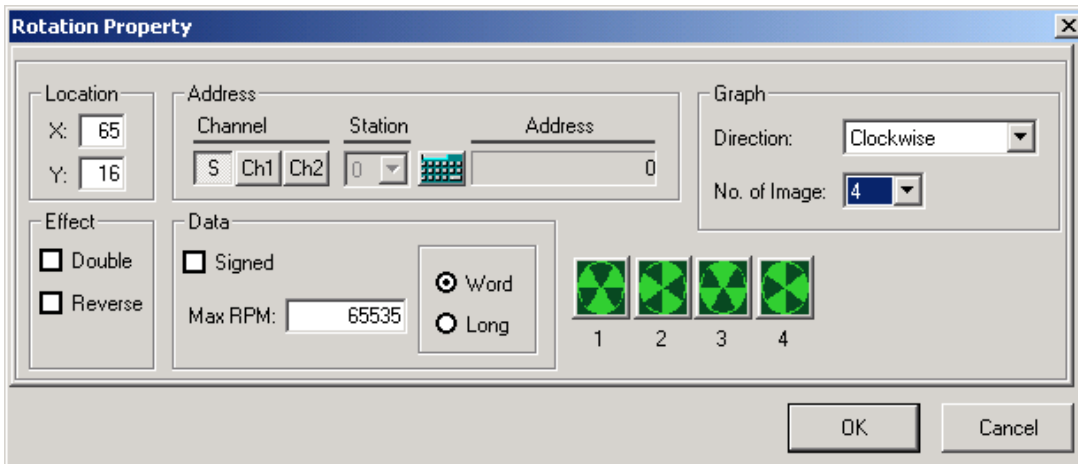 Rotation Property
Location
X: 65
Y: 16
Address
Channel Station Address
S Ch1 Ch2 0 0
Graph
Direction: Clockwise
No. of Image: 4
Effect
Double
Reverse
Data
Signed
Max RPM: 65535
Word
Long
1 2 3 4
OK Cancel